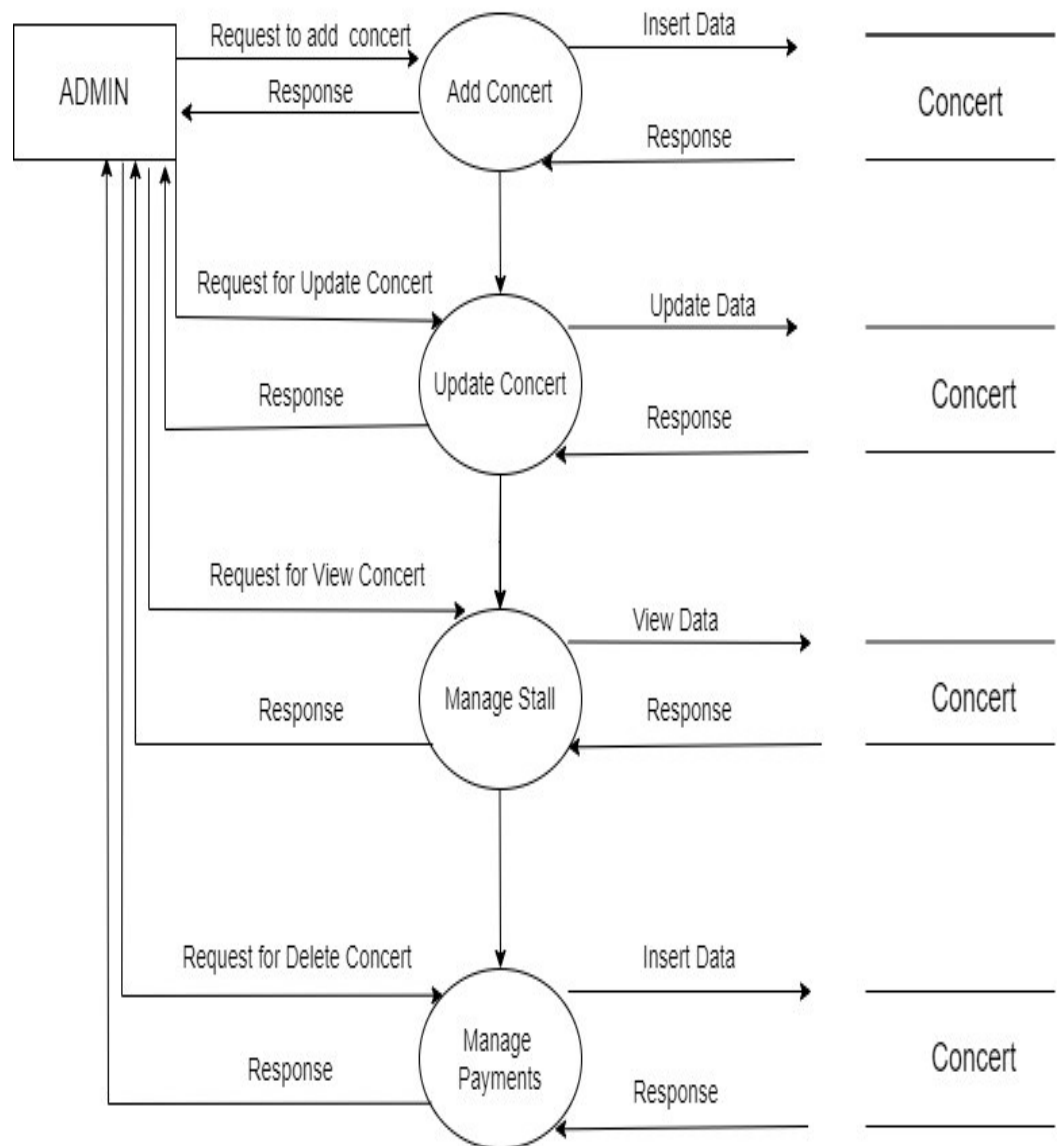 Request to add concert
Insert Data
ADMIN
Response
Add Concert
Concert
Response
Request for Update Concert
Update Data
Update Concert
Response
Concert
Response
Request for View Concert
View Data
Manage Stall
Response
Response
Concert
Request for Delete Concert
Insert Data
Manage
Payments
Concert
Response
Response